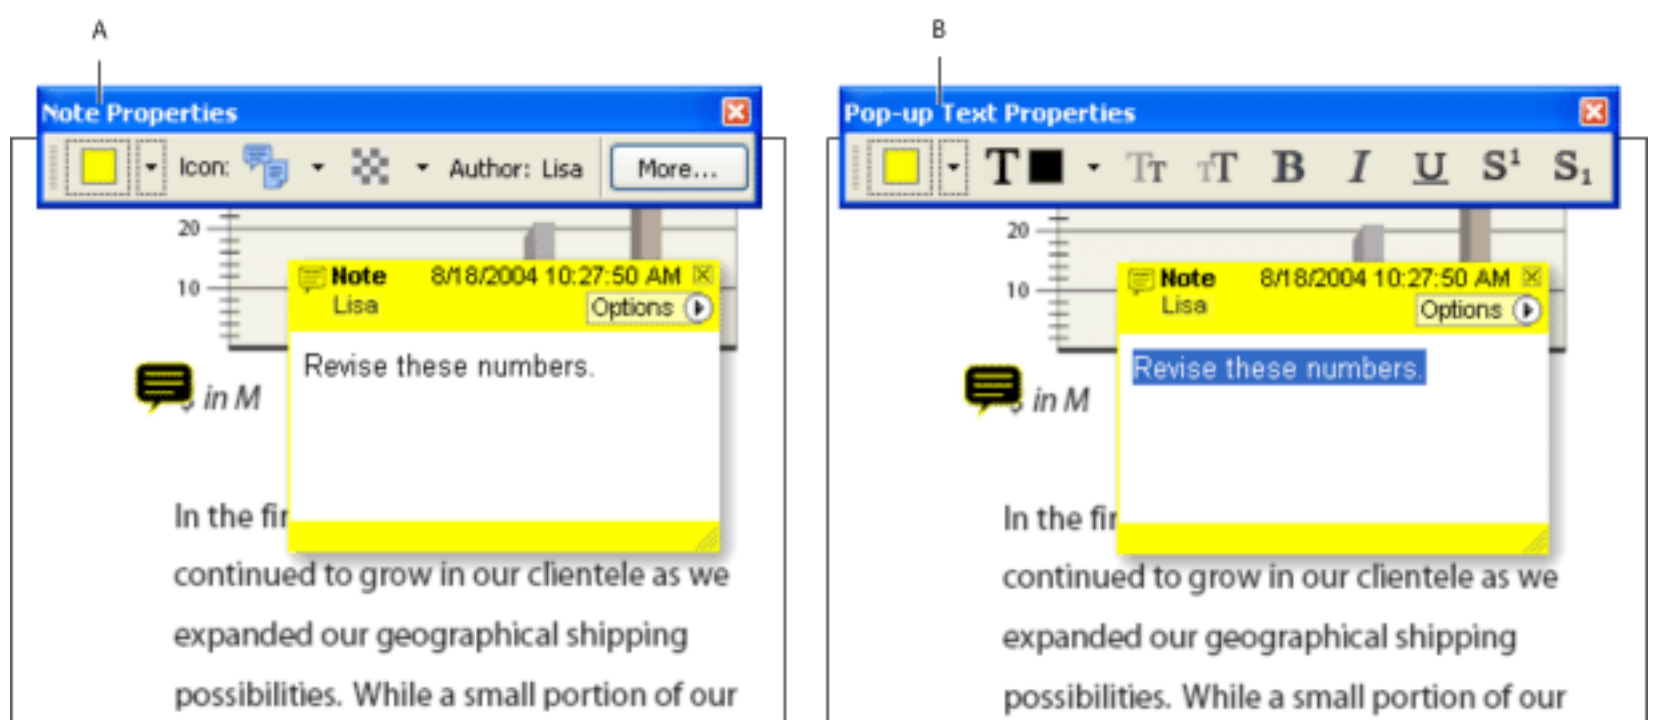 A
Note Properties
Icon:
Author: Lisa
More...
20
10
Note 8/18/2004 10:27:50 AM
Lisa
Options
Revise these numbers.
in M
In the fir
continued to grow in our clientele as we
expanded our geographical shipping
possibilities. While a small portion of our
B
Pop-up Text Properties
T TT TT B I U S1 S1
20
10
Note 8/18/2004 10:27:50 AM
Lisa
Options
Revise these numbers.
in M
In the fir
continued to grow in our clientele as we
expanded our geographical shipping
possibilities. While a small portion of our